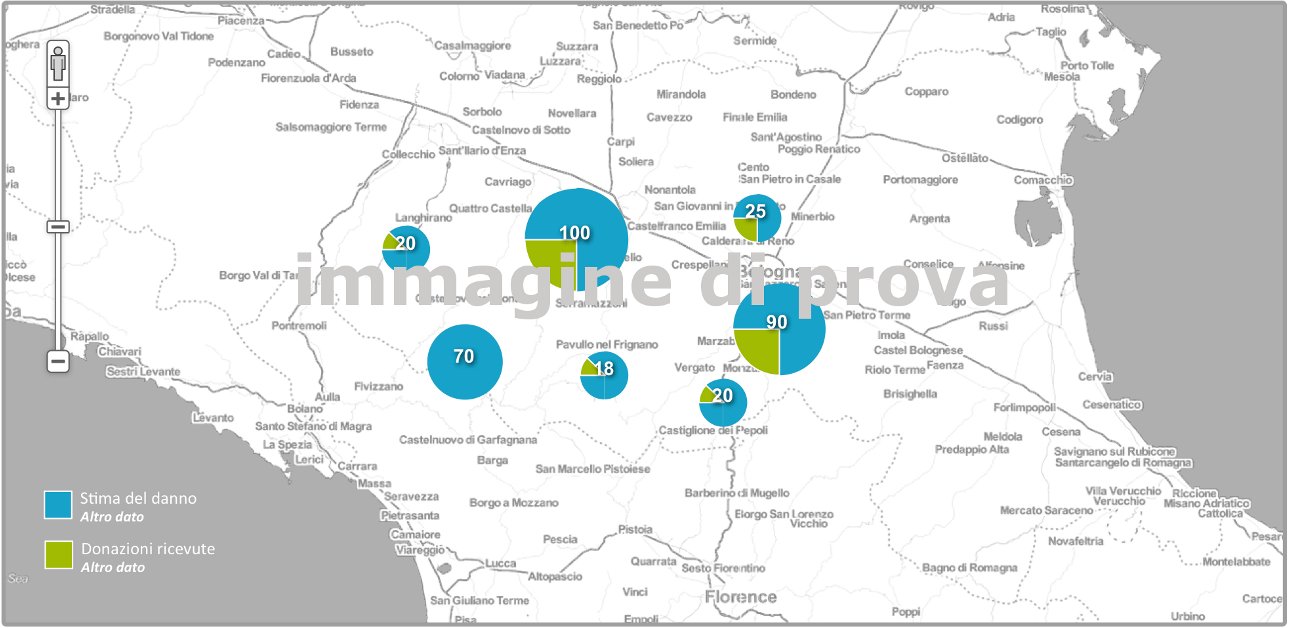 Stradella
Piacenza
San Benedetto Po
Rovigo
Adria
Rosolina
Borgonovo Val Tidone
Cadeo
Busseto
Casalmaggiore
Suzzara
Luzzara
Sermide
Taglio
Podenzano
Fiorenzuola d'Arda
Colorno
Viadana
Reggiolo
Porto Tolle
Mesola
Fidenza
Sorbolo
Novellara
Mirandola
Bondeno
Copparo
Salsomaggiore Terme
Castelnovo di Sotto
Cavezzo
Finale Emilia
Codigoro
Collecchio
Sant'Ilario d'Enza
Carpi
Soliera
Sant'Agostino
Poggio Renatico
Ostellato
Cavriago
Nonantola
Cento
San Pietro in Casale
Portomaggiore
Comacchio
Langhirano
Quattro Castella
San Giovanni in
25
Minerbio
Argenta
20
100
Castelfranco Emilia
Calderara di Reno
Borgo Val di Tar
Crespellan
Bologna
Conselice
Alfonsine
immagine di prova
Serramazzoni
Pontremoli
90
San Pietro Terme
Russi
Rapallo
Chiavari
Sestri Levante
70
Pavullo nel Frignano
18
Marzab
Vergato
Monzu
Imola
Castel Bolognese
Riolo Terme
Faenza
Fivizzano
Aulla
20
Brisighella
Cervia
Levanto
Bolano
Santo Stefano di Magra
Forlimpopoli
Cesenatico
La Spezia
Lerici
Castelnuovo di Garfagnana
Castiglione dei Pepoli
Meldola
Cesena
Predappio Alta
Savignano sul Rubicone
Santarcangelo di Romagna
Carrara
Massa
Barga
San Marcello Pistoiese
Seravezza
Borgo a Mozzano
Barberino di Mugello
Villa Verucchio
Verucchio
Riccione
Misano Adriatico
Cattolica
Stima del danno
Altro dato
Pietrasanta
Borgo San Lorenzo
Vicchio
Mercato Saraceno
Camaiore
Viareggio
Pescia
Pistoia
Novafeltria
Pesaro
Donazioni ricevute
Altro dato
Lucca
Altopascio
Quarrata
Sesto Fiorentino
Bagno di Romagna
Montelabbate
Sea
San Giuliano Terme
Vinci
Florence
Poppi
Cartoce
Pisa
Empoli
Urbino